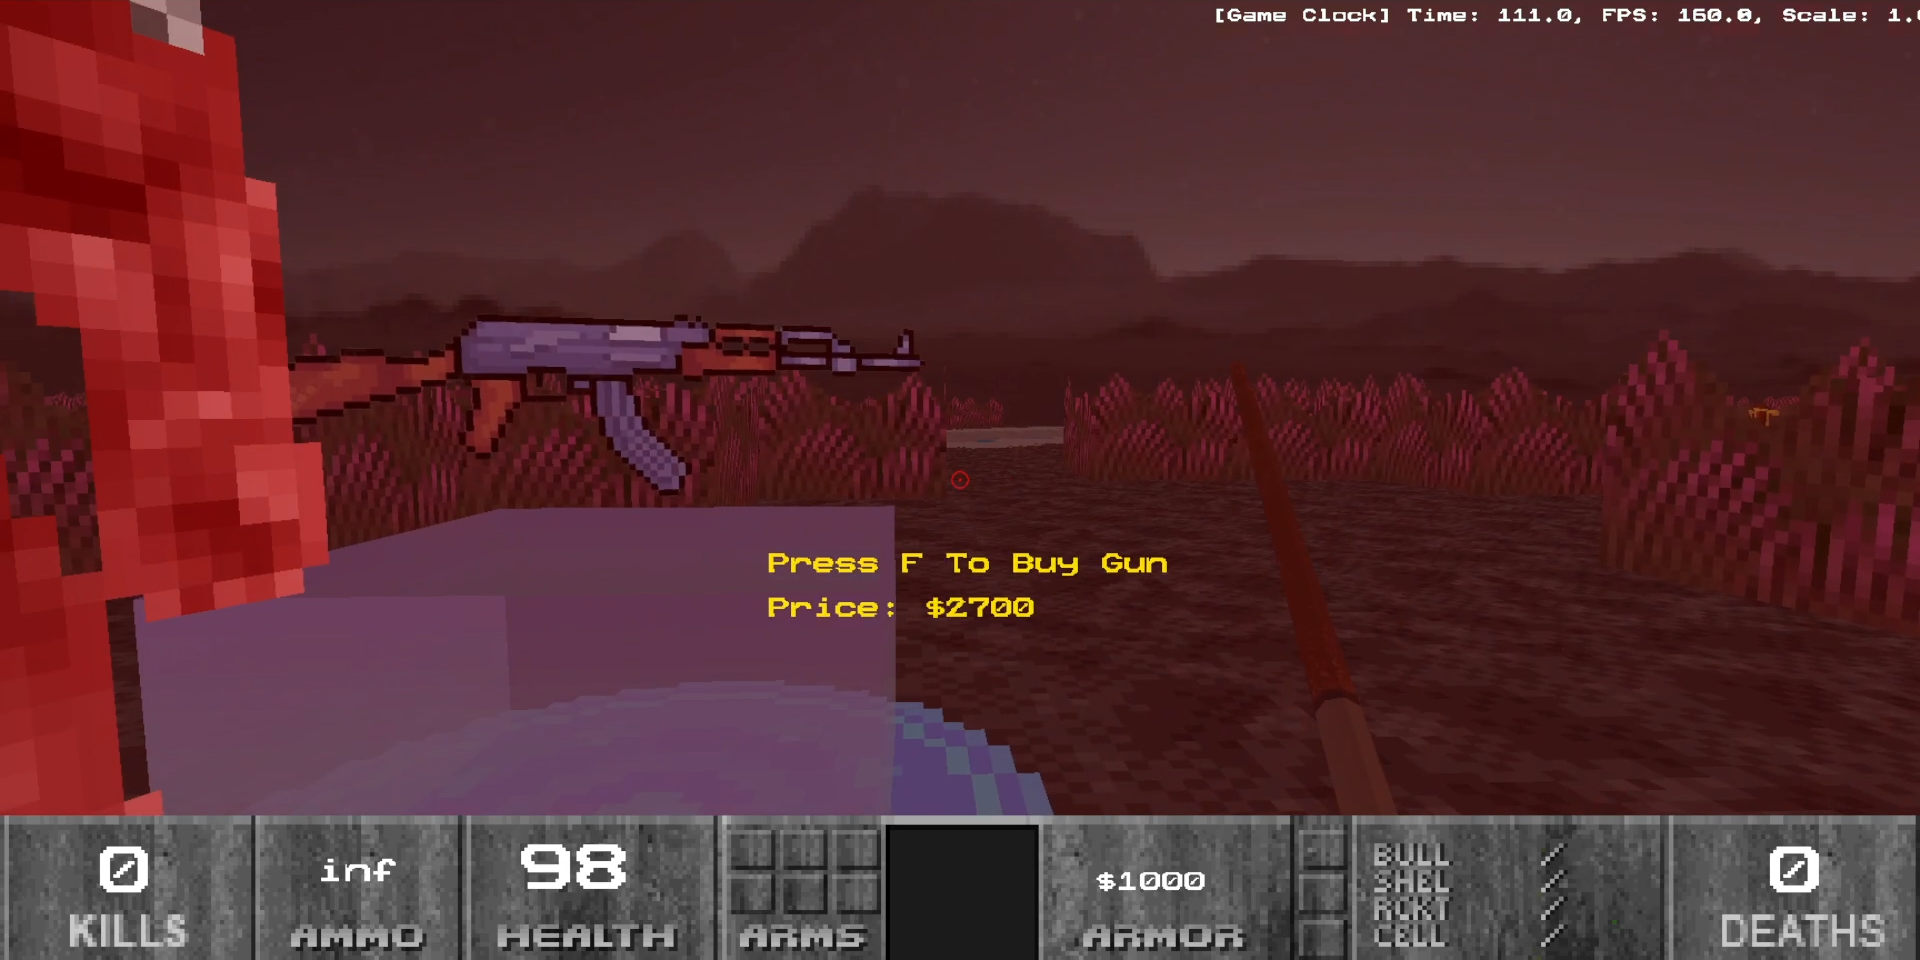 [Game Clock] Time: 111.0, FPS: 160.0, Scale: 1.0
Press F To Buy Gun
Price: $2700
0
KILLS
inf
AMMO
98
HEALTH
ARMS
$1000
ARMOR
BULL /
SHEL /
RCKT /
CELL /
0
DEATHS